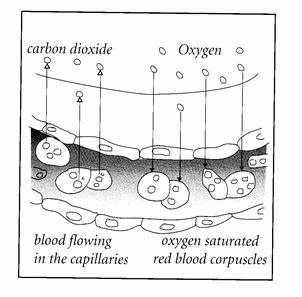 carbon dioxide
Oxygen
blood flowing
in the capillaries
oxygen saturated
red blood corpuscles